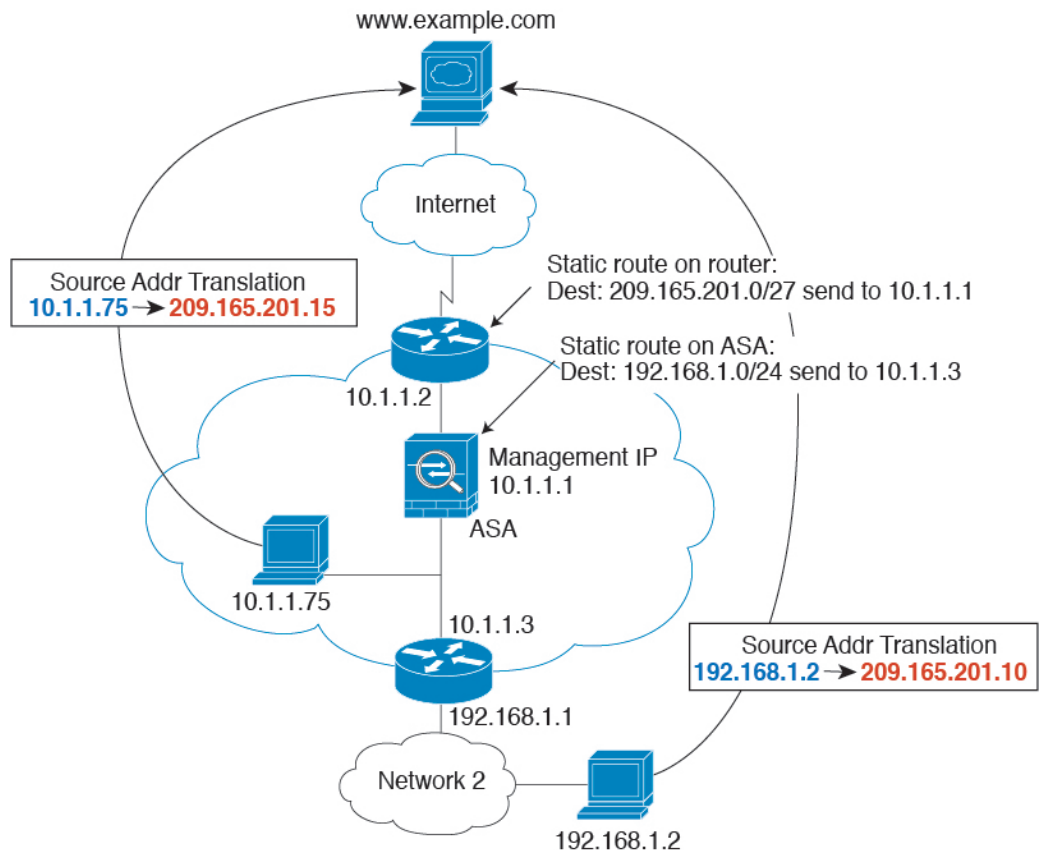 www.example.com
Internet
Source Addr Translation
10.1.1.75 → 209.165.201.15
Static route on router:
Dest: 209.165.201.0/27 send to 10.1.1.1
Static route on ASA:
Dest: 192.168.1.0/24 send to 10.1.1.3
10.1.1.2
Management IP
10.1.1.1
ASA
10.1.1.75
10.1.1.3
Source Addr Translation
192.168.1.2 → 209.165.201.10
192.168.1.1
Network 2
192.168.1.2